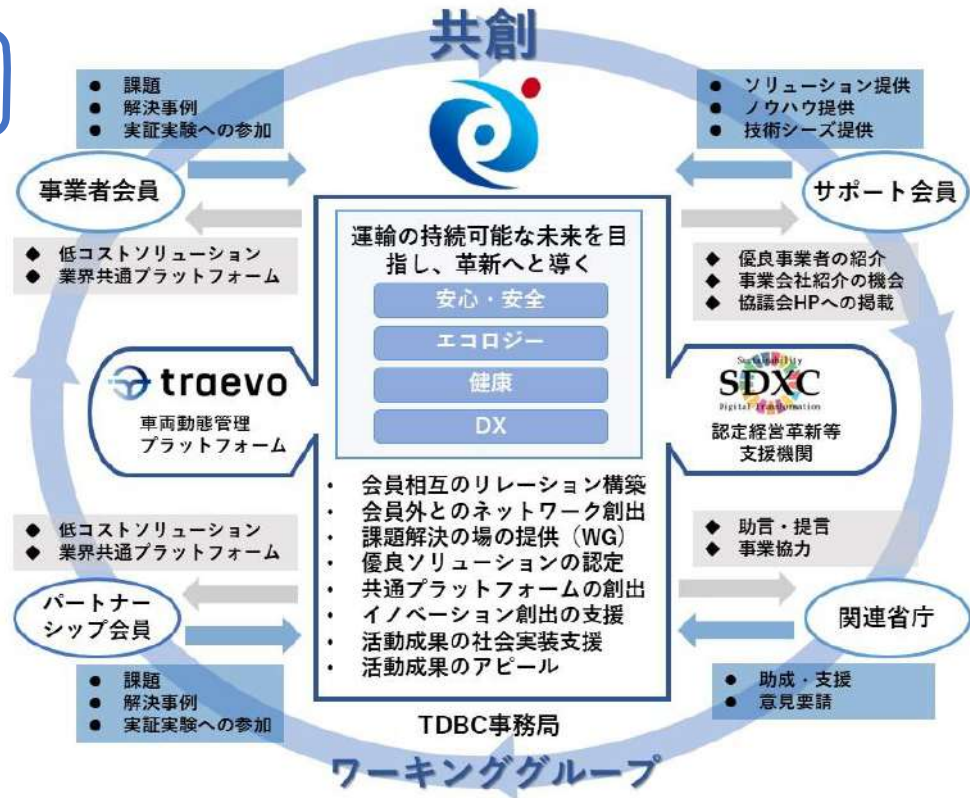 共創
● 課題
● 解決事例
● 実証実験への参加
● ソリューション提供
● ノウハウ提供
● 技術シーズ提供
事業者会員
サポート会員
◆ 低コストソリューション
◆ 業界共通プラットフォーム
運輸の持続可能な未来を目
指し、革新へと導く
安心・安全
エコロジー
健康
DX
◆ 優良事業者の紹介
◆ 事業会社紹介の機会
◆ 協議会HPへの掲載
traevo
車両動態管理
プラットフォーム
Sustainability
SDXC
Digital Transformation
認定経営革新等
支援機関
・ 会員相互のリレーション構築
・ 会員外とのネットワーク創出
・ 課題解決の場の提供（WG）
・ 優良ソリューションの認定
・ 共通プラットフォームの創出
・ イノベーション創出の支援
・ 活動成果の社会実装支援
・ 活動成果のアピール
◆ 低コストソリューション
◆ 業界共通プラットフォーム
◆ 助言・提言
◆ 事業協力
パートナー
シップ会員
関連省庁
● 課題
● 解決事例
● 実証実験への参加
● 助成・支援
● 意見要請
TDBC事務局
ワーキンググループ